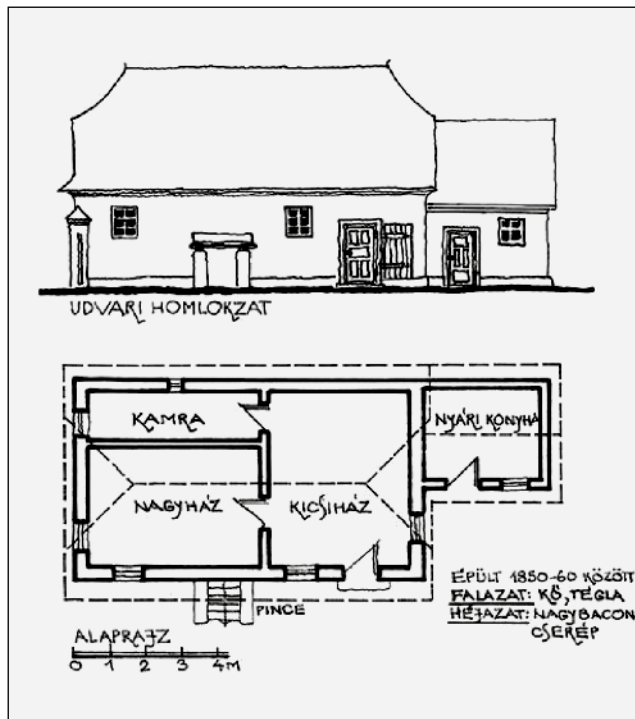 UDVARI HOMLOKZAT
KAMRA
NYÁRI KONYHA
NAGYHÁZ
KICSIHÁZ
PINCE
ÉPÜLT 1850-60 KÖZÖTT
FALAZAT: KŐ, TÉGLA
HÉJAZAT: NAGYBACON
CSERÉP
ALAPRAJZ
0 1 2 3 4M